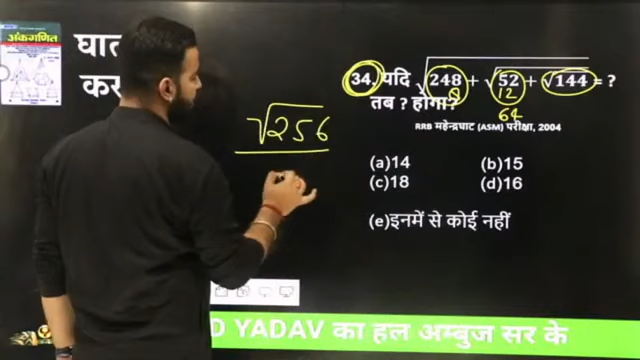 अंकगणित
घात
कर
34. यदि √248 + √52 + √144 = ?
8
12
64
तब ? होगा?
RRB महेन्द्रघाट (ASM) परीक्षा, 2004
√256
(a)14
(b)15
(c)18
(d)16
(e)इनमें से कोई नहीं
D YADAV का हल अम्बुज सर के